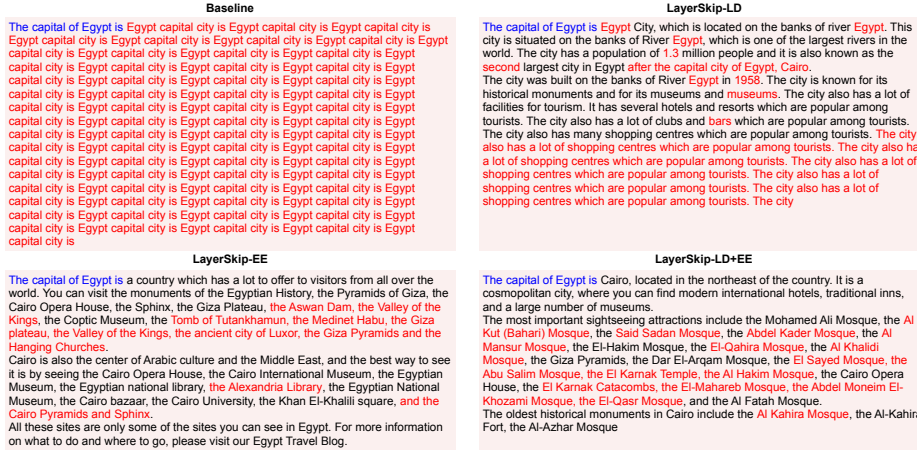 Baseline
The capital of Egypt is Egypt capital city is Egypt capital city is Egypt capital city is
Egypt capital city is Egypt capital city is Egypt capital city is Egypt capital city is Egypt
capital city is Egypt capital city is Egypt capital city is Egypt capital city is Egypt
capital city is Egypt capital city is Egypt capital city is Egypt capital city is Egypt
capital city is Egypt capital city is Egypt capital city is Egypt capital city is Egypt
capital city is Egypt capital city is Egypt capital city is Egypt capital city is Egypt
capital city is Egypt capital city is Egypt capital city is Egypt capital city is Egypt
capital city is Egypt capital city is Egypt capital city is Egypt capital city is Egypt
capital city is Egypt capital city is Egypt capital city is Egypt capital city is Egypt
capital city is Egypt capital city is Egypt capital city is Egypt capital city is Egypt
capital city is Egypt capital city is Egypt capital city is Egypt capital city is Egypt
capital city is Egypt capital city is Egypt capital city is Egypt capital city is Egypt
capital city is Egypt capital city is Egypt capital city is Egypt capital city is Egypt
capital city is Egypt capital city is Egypt capital city is Egypt capital city is Egypt
capital city is Egypt capital city is Egypt capital city is Egypt capital city is Egypt
capital city is Egypt capital city is Egypt capital city is Egypt capital city is Egypt
capital city is
LayerSkip-LD
The capital of Egypt is Egypt City, which is located on the banks of river Egypt. This
city is situated on the banks of River Egypt, which is one of the largest rivers in the
world. The city has a population of 1.3 million people and it is also known as the
second largest city in Egypt after the capital city of Egypt, Cairo.
The city was built on the banks of River Egypt in 1958. The city is known for its
historical monuments and for its museums and museums. The city also has a lot of
facilities for tourism. It has several hotels and resorts which are popular among
tourists. The city also has a lot of clubs and bars which are popular among tourists.
The city also has many shopping centres which are popular among tourists. The city
also has a lot of shopping centres which are popular among tourists. The city also ha
a lot of shopping centres which are popular among tourists. The city also has a lot of
shopping centres which are popular among tourists. The city also has a lot of
shopping centres which are popular among tourists. The city also has a lot of
shopping centres which are popular among tourists. The city
LayerSkip-EE
The capital of Egypt is a country which has a lot to offer to visitors from all over the
world. You can visit the monuments of the Egyptian History, the Pyramids of Giza, the
Cairo Opera House, the Sphinx, the Giza Plateau, the Aswan Dam, the Valley of the
Kings, the Coptic Museum, the Tomb of Tutankhamun, the Medinet Habu, the Giza
plateau, the Valley of the Kings, the ancient city of Luxor, the Giza Pyramids and the
Hanging Churches.
Cairo is also the center of Arabic culture and the Middle East, and the best way to see
it is by seeing the Cairo Opera House, the Cairo International Museum, the Egyptian
Museum, the Egyptian national library, the Alexandria Library, the Egyptian National
Museum, the Cairo bazaar, the Cairo University, the Khan El-Khalili square, and the
Cairo Pyramids and Sphinx.
All these sites are only some of the sites you can see in Egypt. For more information
on what to do and where to go, please visit our Egypt Travel Blog.
LayerSkip-LD+EE
The capital of Egypt is Cairo, located in the northeast of the country. It is a
cosmopolitan city, where you can find modern international hotels, traditional inns,
and a large number of museums.
The most important sightseeing attractions include the Mohamed Ali Mosque, the Al
Kut (Bahari) Mosque, the Said Sadan Mosque, the Abdel Kader Mosque, the Al
Mansur Mosque, the El-Hakim Mosque, the El-Qahira Mosque, the Al Khalidi
Mosque, the Giza Pyramids, the Dar El-Arqam Mosque, the El Sayed Mosque, the
Abu Salim Mosque, the El Karnak Temple, the Al Hakim Mosque, the Cairo Opera
House, the El Karnak Catacombs, the El-Mahareb Mosque, the Abdel Moneim El-
Khozami Mosque, the El-Qasr Mosque, and the Al Fatah Mosque.
The oldest historical monuments in Cairo include the Al Kahira Mosque, the Al-Kahira
Fort, the Al-Azhar Mosque